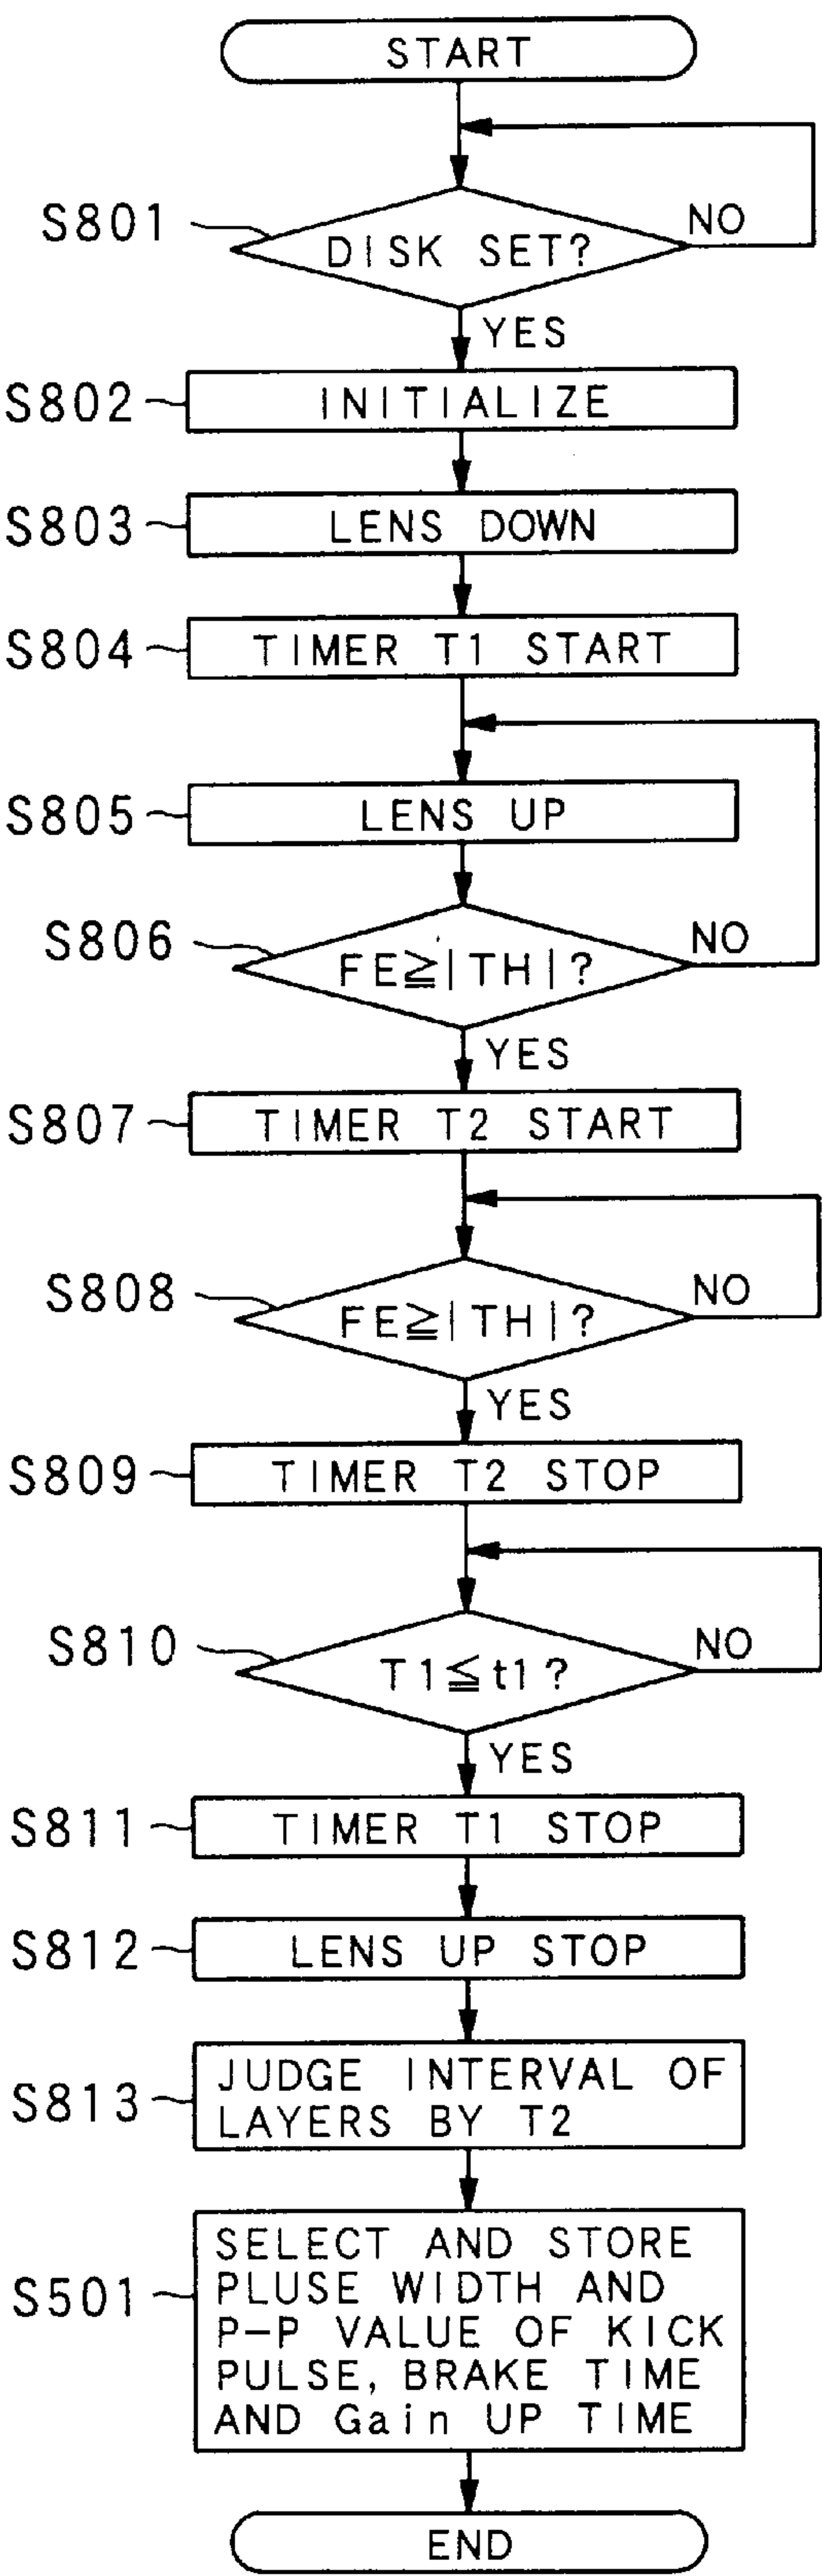 START
S801
DISK SET?
NO
YES
S802
INITIALIZE
S803
LENS DOWN
S804
TIMER T1 START
S805
LENS UP
S806
FE≧|TH|?
NO
YES
S807
TIMER T2 START
S808
FE≧|TH|?
NO
YES
S809
TIMER T2 STOP
S810
T1≦t1?
NO
YES
S811
TIMER T1 STOP
S812
LENS UP STOP
S813
JUDGE INTERVAL OF
LAYERS BY T2
S501
SELECT AND STORE
PLUSE WIDTH AND
P-P VALUE OF KICK
PULSE, BRAKE TIME
AND Gain UP TIME
END